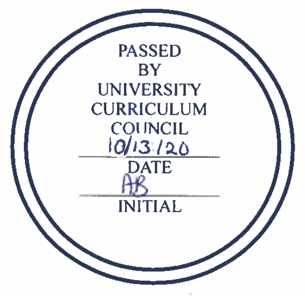 PASSED
BY
UNIVERSITY
CURRICULUM
COUNCIL
10/13/20
DATE
AB
INITIAL